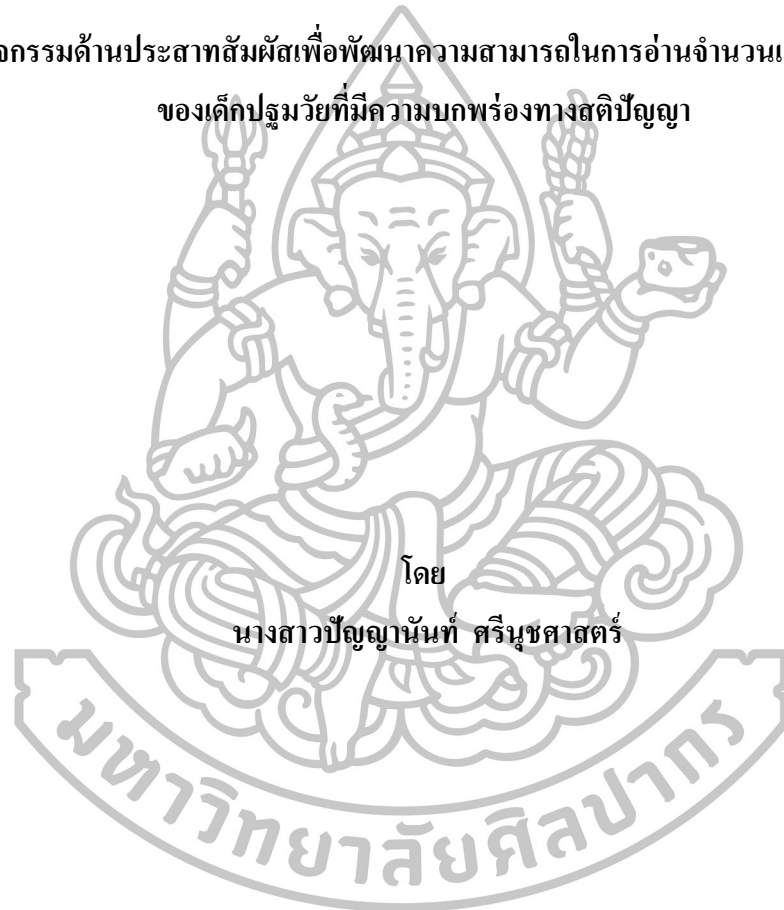 กรรมด้านประสาทสัมผัสเพื่อพัฒนาความสามารถในการอ่านจำนวน
ของเด็กปฐมวัยที่มีความบกพร่องทางสติปัญญา
โดย
นางสาวปัญญานันท์ ศรีนุชศาสตร์
มหาวิทยาลัยศิลปากร